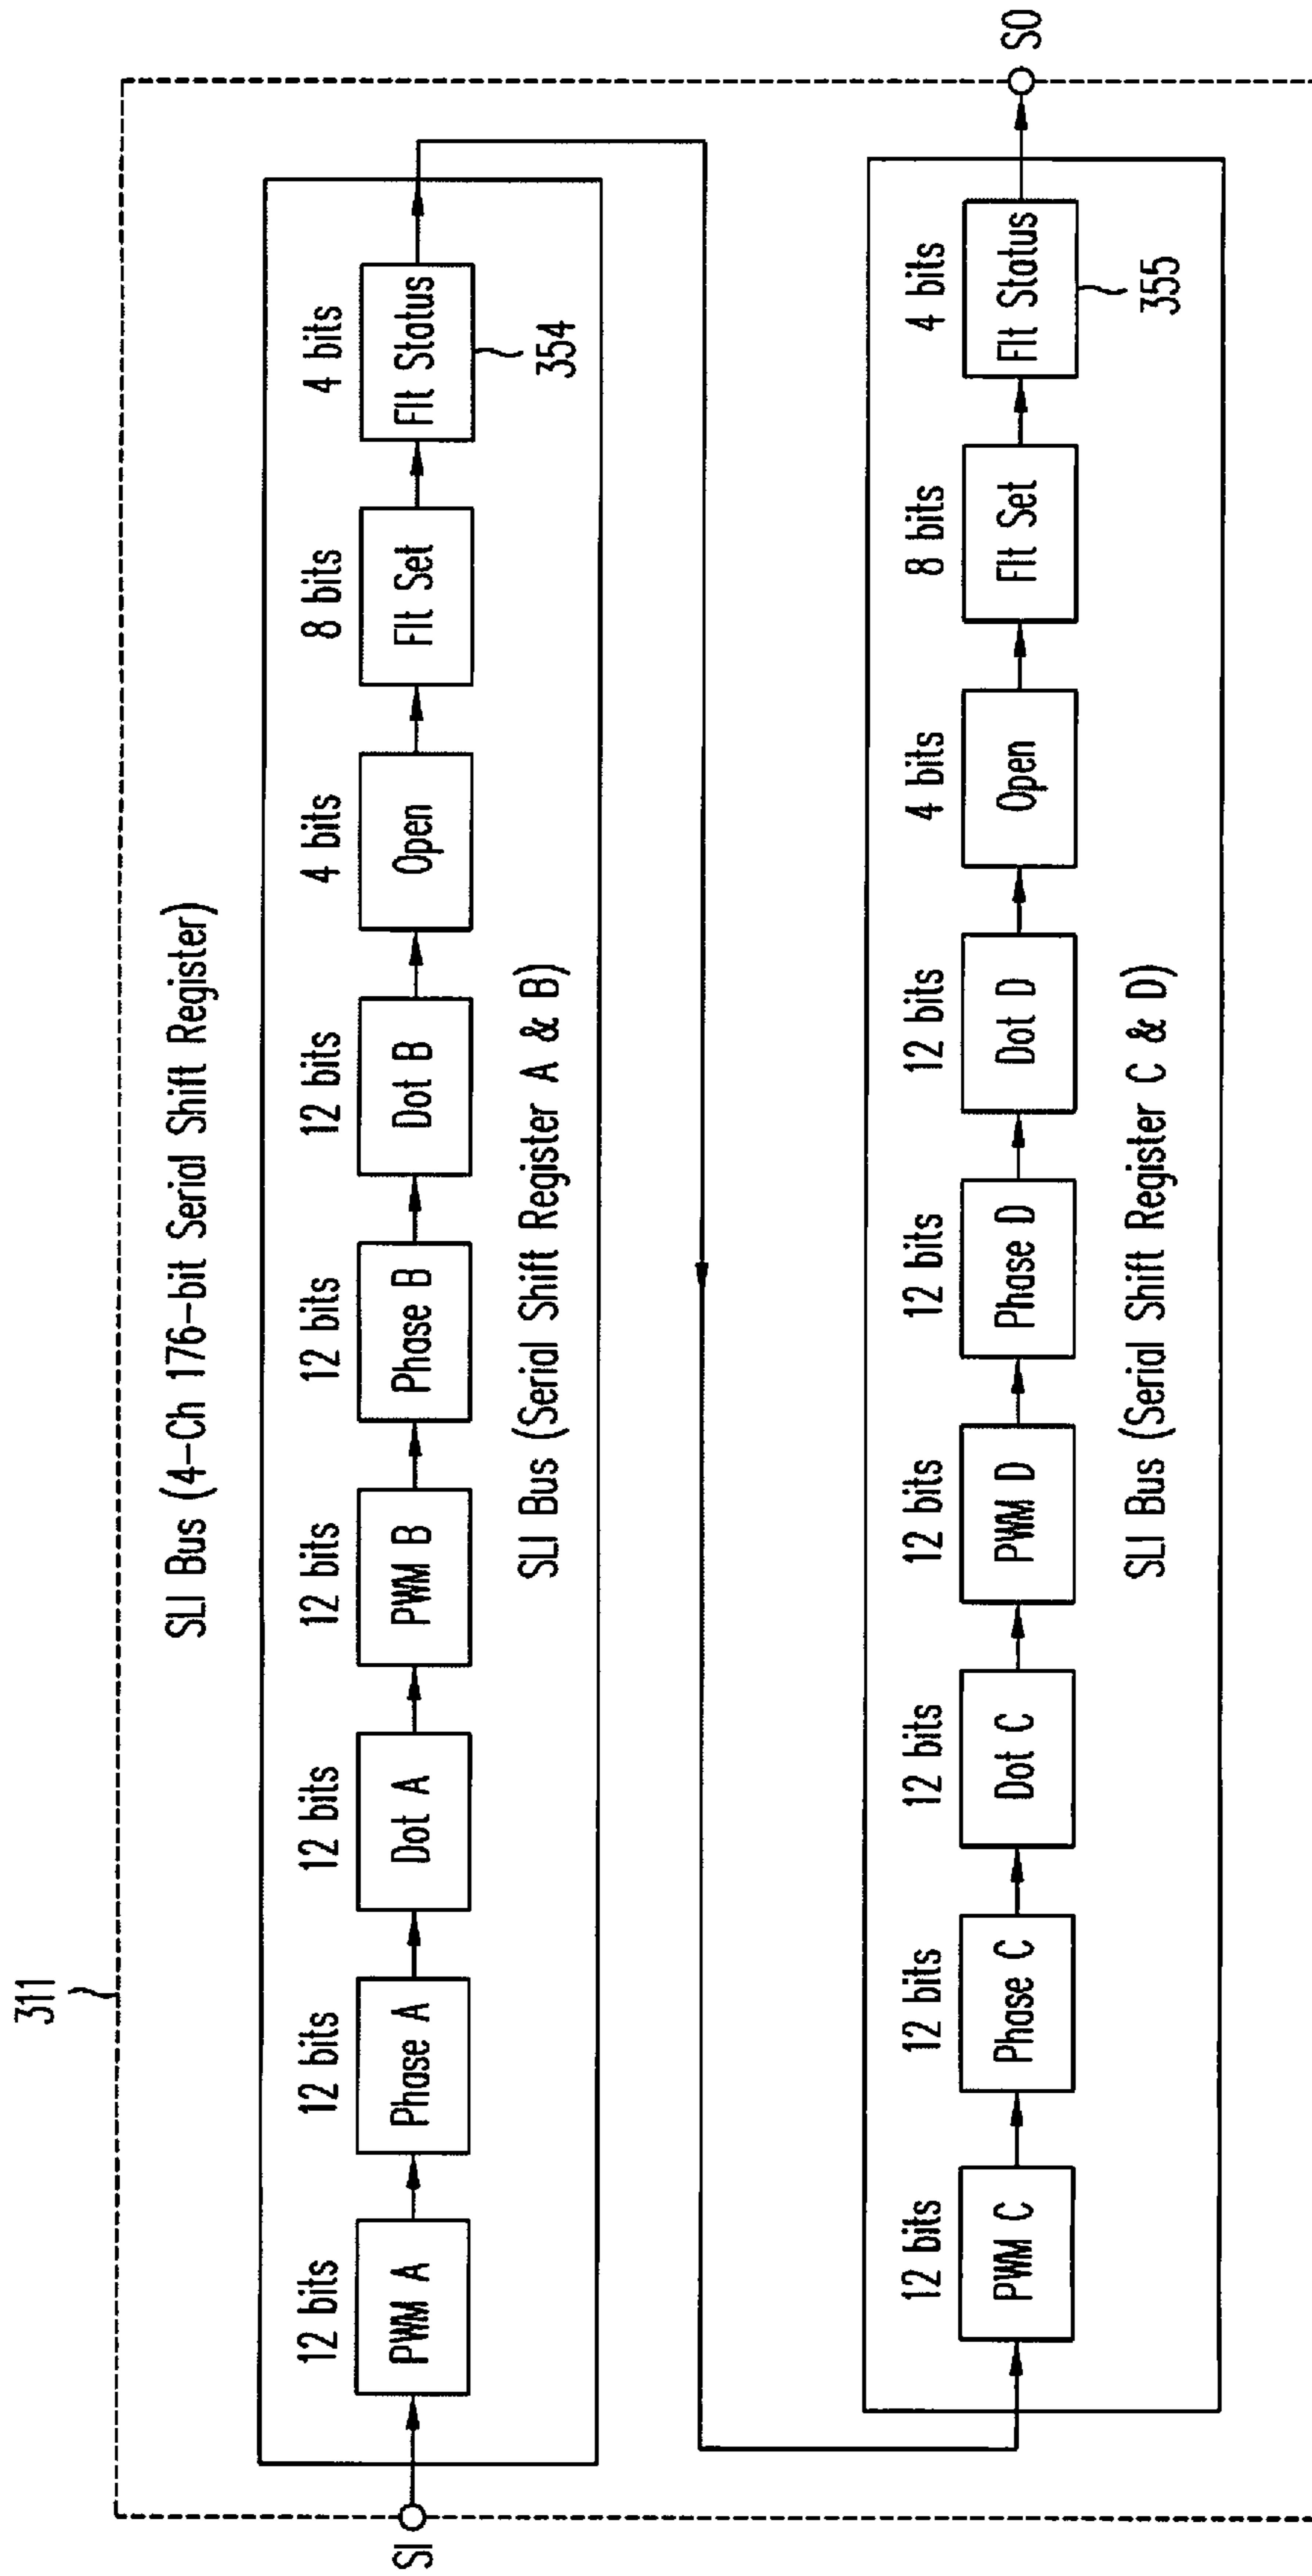 311
SLI Bus (4-Ch 176-bit Serial Shift Register)
12 bits 12 bits 12 bits 12 bits 12 bits 12 bits 4 bits 8 bits 4 bits
SI PWM A Phase A Dot A PWM B Phase B Dot B Open Flt Set Flt Status
354
SLI Bus (Serial Shift Register A & B)
12 bits 12 bits 12 bits 12 bits 12 bits 12 bits 4 bits 8 bits 4 bits
PWM C Phase C Dot C PWM D Phase D Dot D Open Flt Set Flt Status SO
355
SLI Bus (Serial Shift Register C & D)